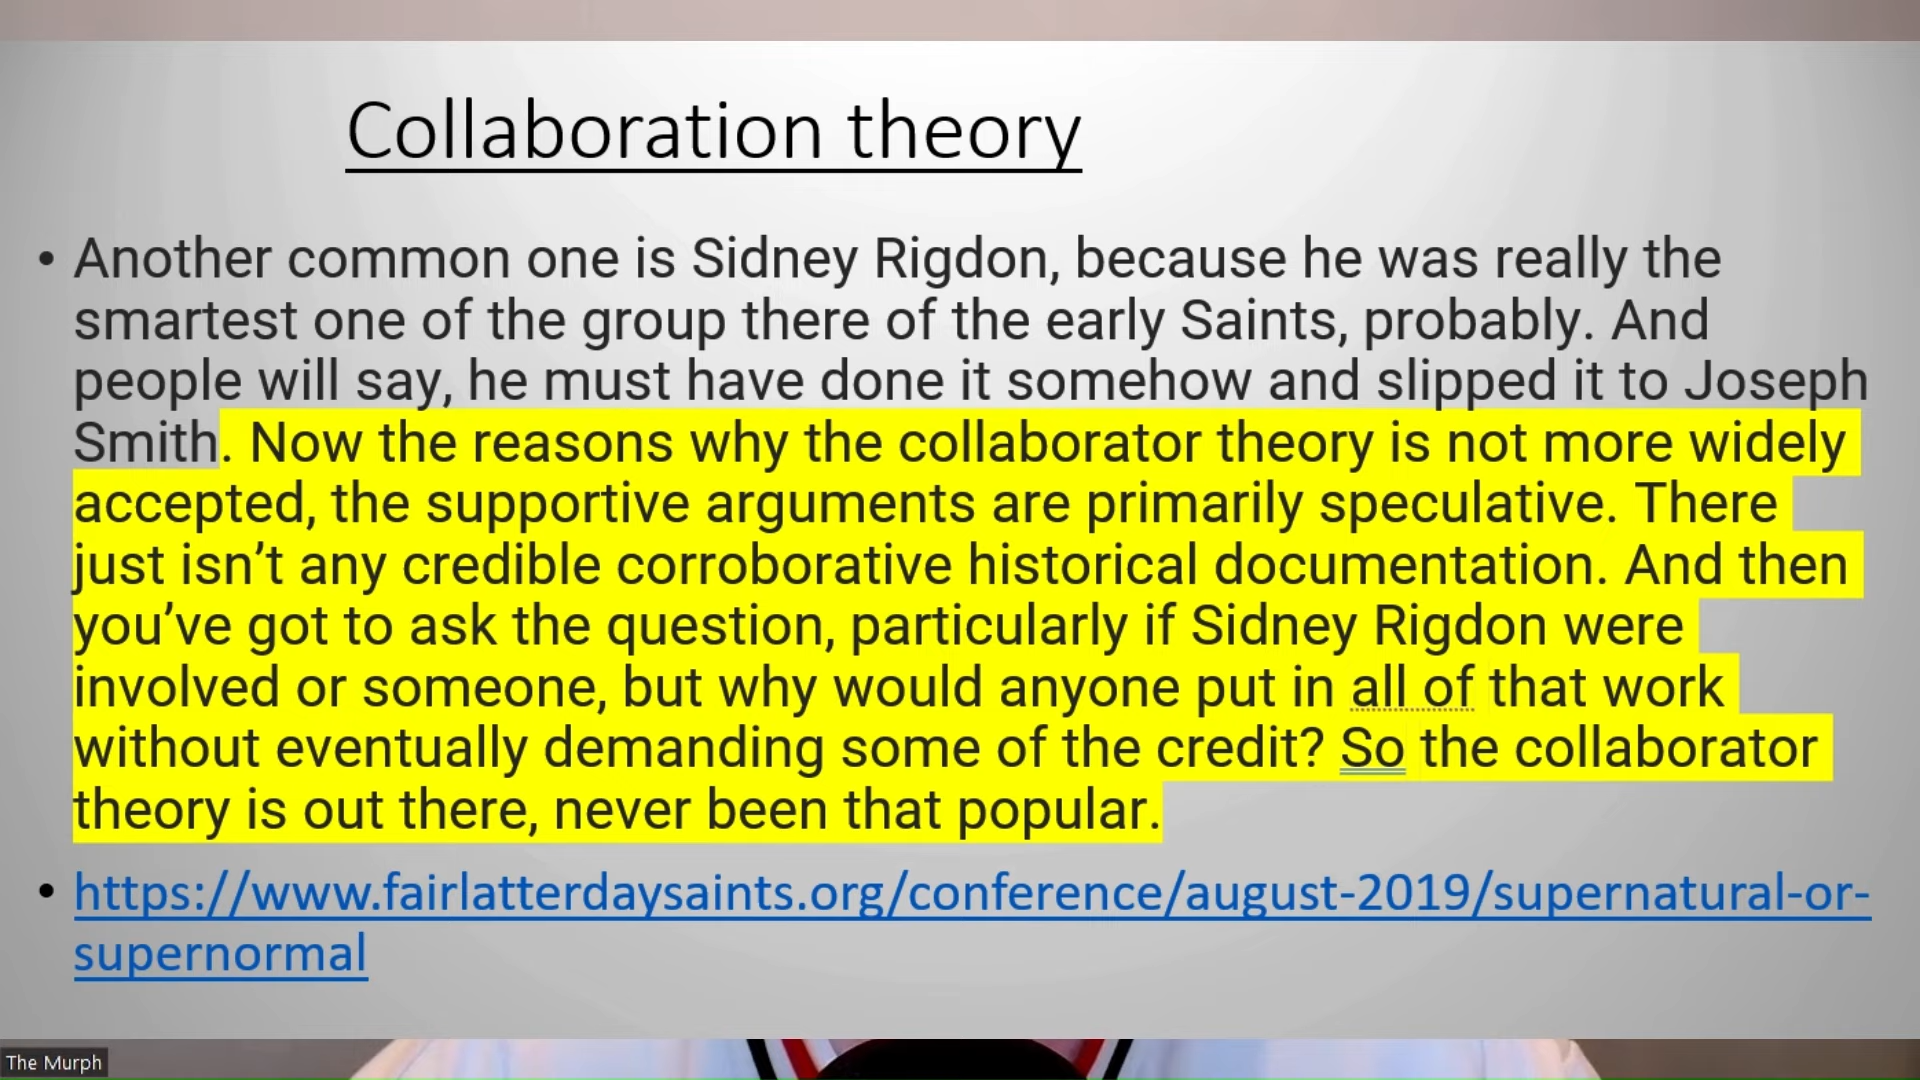 Collaboration theory
• Another common one is Sidney Rigdon, because he was really the
smartest one of the group there of the early Saints, probably. And
people will say, he must have done it somehow and slipped it to Joseph
Smith. Now the reasons why the collaborator theory is not more widely
accepted, the supportive arguments are primarily speculative. There
just isn’t any credible corroborative historical documentation. And then
you’ve got to ask the question, particularly if Sidney Rigdon were
involved or someone, but why would anyone put in all of that work
without eventually demanding some of the credit? So the collaborator
theory is out there, never been that popular.
• https://www.fairlatterdaysaints.org/conference/august-2019/supernatural-or-
supernormal
The Murph